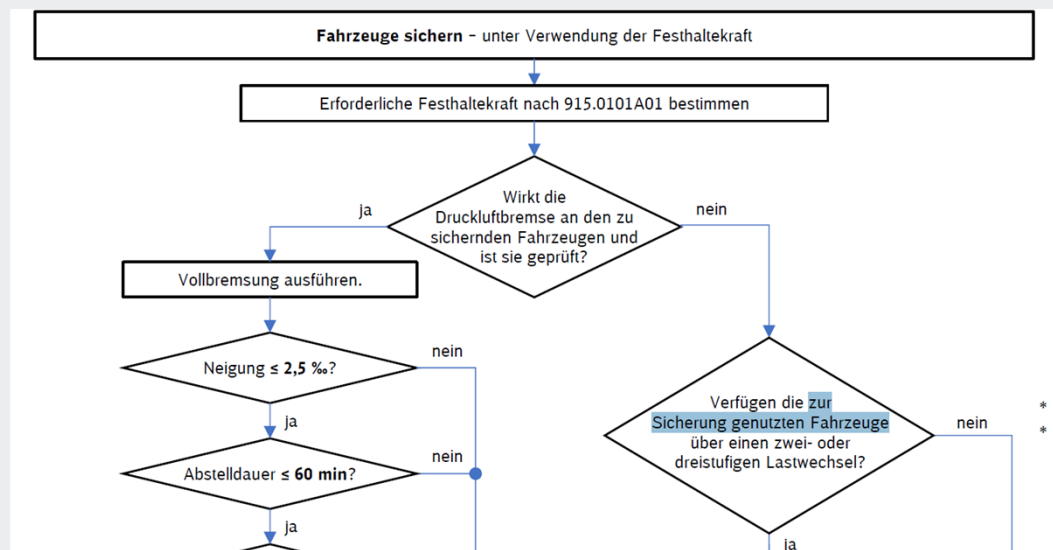 Fahrzeuge sichern – unter Verwendung der Festhaltekraft
Erforderliche Festhaltekraft nach 915.0101A01 bestimmen
Wirkt die
Druckluftbremse an den zu
sichernden Fahrzeugen und
ist sie geprüft?
ja
nein
Vollbremsung ausführen.
Neigung ≤ 2,5 ‰?
nein
ja
Abstelldauer ≤ 60 min?
nein
ja
Verfügen die zur
Sicherung genutzten Fahrzeuge
über einen zwei- oder
dreistufigen Lastwechsel?
nein
ja
*
*